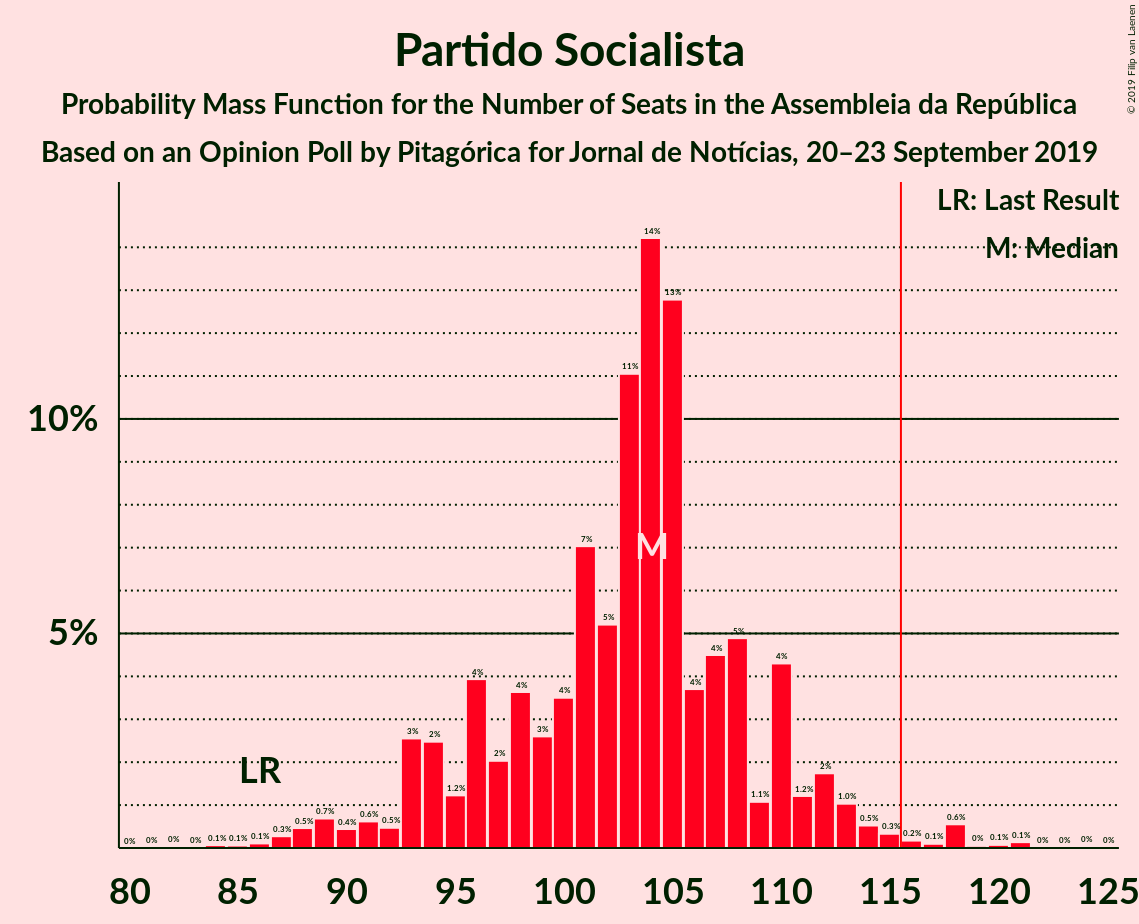 Partido Socialista
Probability Mass Function for the Number of Seats in the Assembleia da República
Based on an Opinion Poll by Pitagórica for Jornal de Notícias, 20–23 September 2019
© 2019 Filip van Laenen
LR: Last Result
M: Median
10%
5%
0% 0% 0% 0% 0.1% 0.1% 0.1% 0.3% 0.5% 0.7% 0.4% 0.6% 0.5% 3% 2% 1.2% 4% 2% 4% 3% 4% 7% 5% 11% 14% 13% 4% 4% 5% 1.1% 4% 1.2% 2% 1.0% 0.5% 0.3% 0.2% 0.1% 0.6% 0% 0.1% 0.1% 0% 0% 0% 0%
M
LR
80 85 90 95 100 105 110 115 120 125